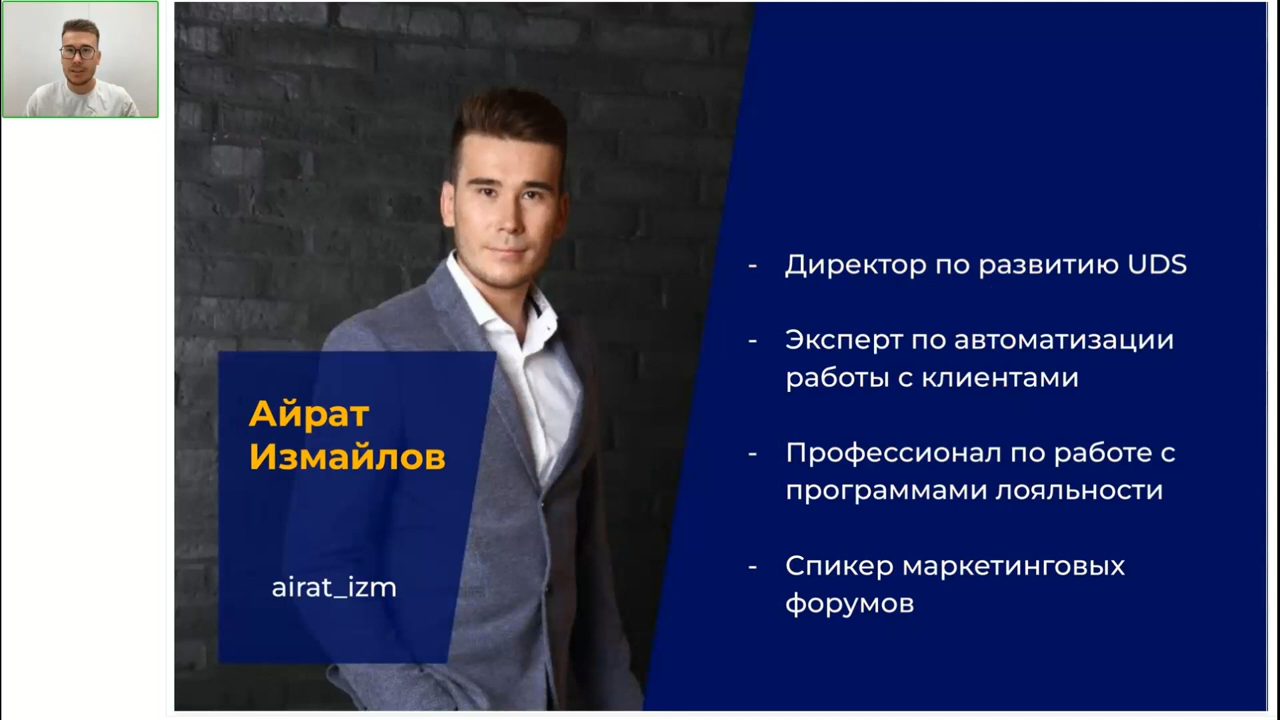 Айрат
Измайлов
airat_izm
- Директор по развитию UDS
- Эксперт по автоматизации
работы с клиентами
- Профессионал по работе с
программами лояльности
- Спикер маркетинговых
форумов